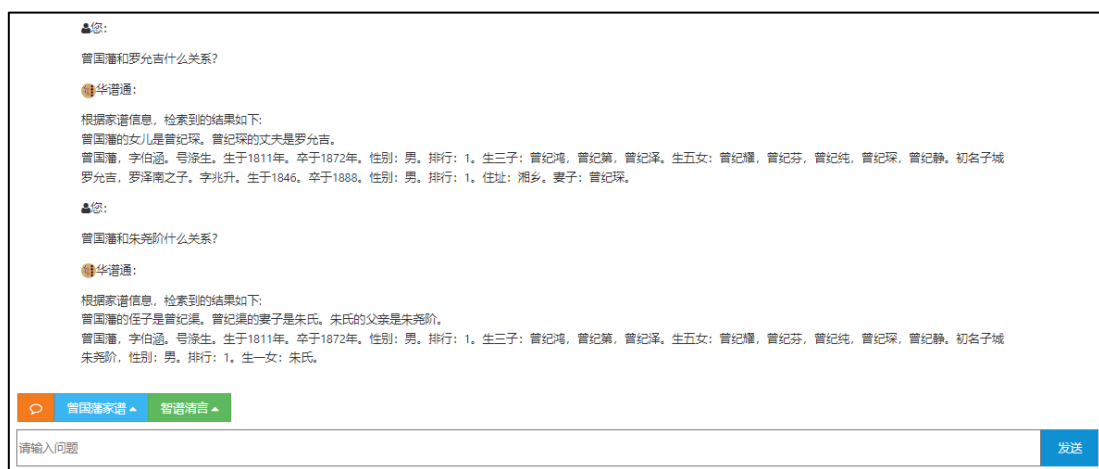 您:
曾国藩和罗允吉什么关系?
华谱通:
根据家谱信息，检索到的结果如下:
曾国藩的女儿是曾纪琛。曾纪琛的丈夫是罗允吉。
曾国藩，字伯涵。号涤生。生于1811年。卒于1872年。性别：男。排行：1。生三子：曾纪鸿，曾纪第，曾纪泽。生五女：曾纪耀，曾纪芬，曾纪纯，曾纪琛，曾纪静。初名子城
罗允吉，罗泽南之子。字兆升。生于1846。卒于1888。性别：男。排行：1。住址：湘乡。妻子：曾纪琛。
您:
曾国藩和朱尧阶什么关系?
华谱通:
根据家谱信息，检索到的结果如下:
曾国藩的侄子是曾纪渠。曾纪渠的妻子是朱氏。朱氏的父亲是朱尧阶。
曾国藩，字伯涵。号涤生。生于1811年。卒于1872年。性别：男。排行：1。生三子：曾纪鸿，曾纪第，曾纪泽。生五女：曾纪耀，曾纪芬，曾纪纯，曾纪琛，曾纪静。初名子城
朱尧阶，性别：男。排行：1。生一女：朱氏。
曾国藩家谱 智谱清言
请输入问题 发送